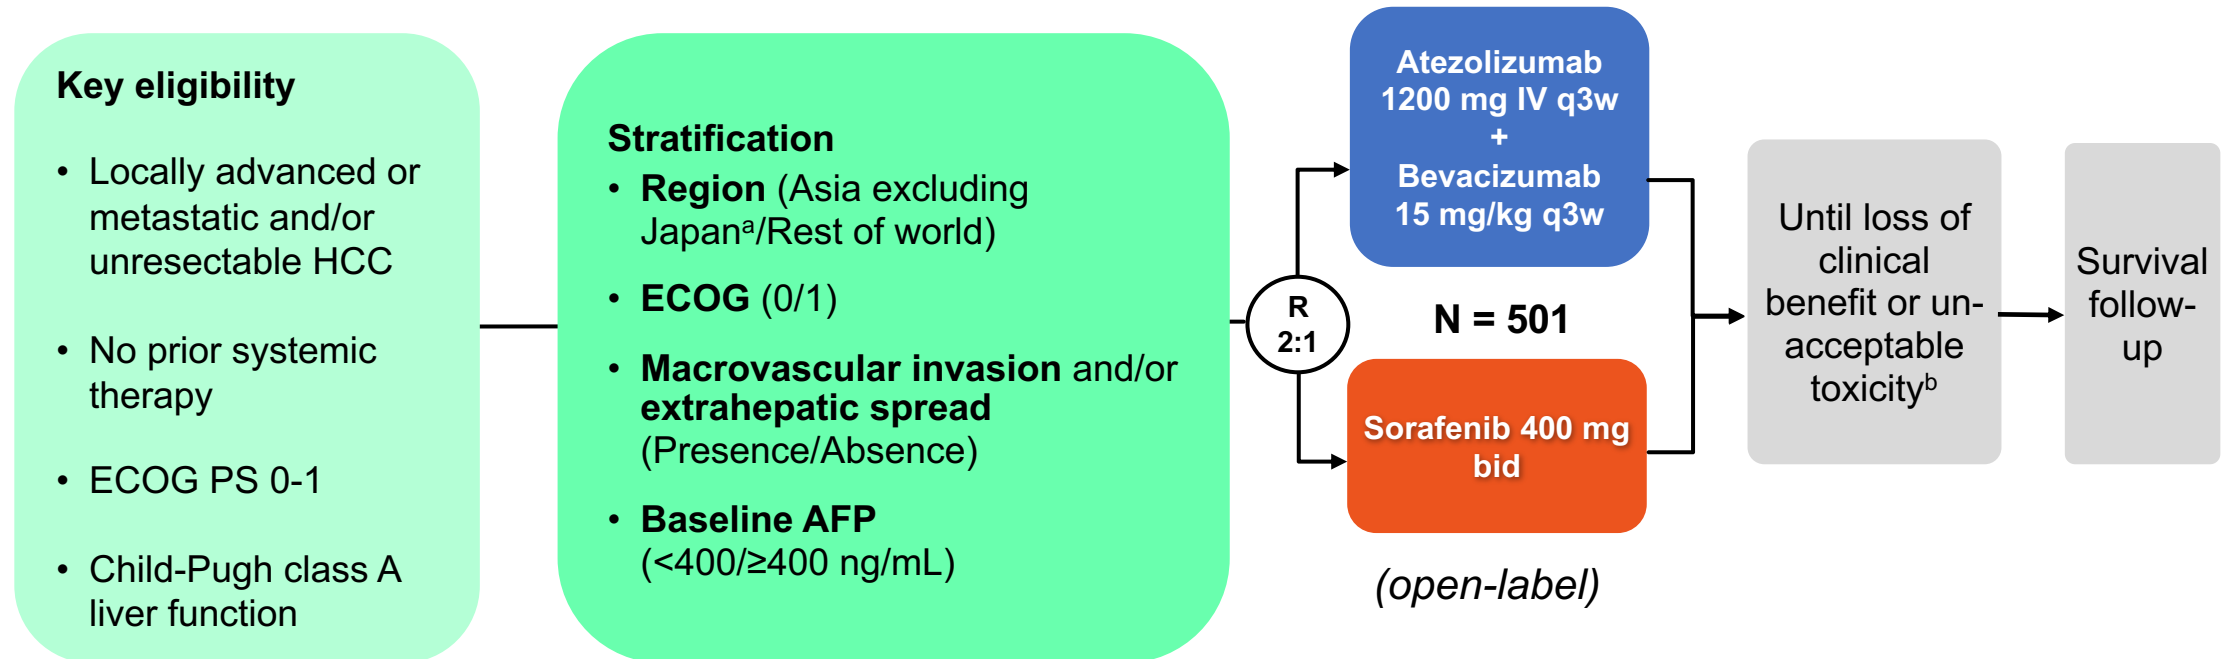 Key eligibility
• Locally advanced or
metastatic and/or
unresectable HCC
• No prior systemic
therapy
• ECOG PS 0-1
• Child-Pugh class A
liver function
Stratification
• Region (Asia excluding
Japanᵃ/Rest of world)
• ECOG (0/1)
• Macrovascular invasion and/or
extrahepatic spread
(Presence/Absence)
• Baseline AFP
(<400/≥400 ng/mL)
R
2:1
Atezolizumab
1200 mg IV q3w
+
Bevacizumab
15 mg/kg q3w
N = 501
Sorafenib 400 mg
bid
(open-label)
Until loss of
clinical
benefit or un-
acceptable
toxicityᵇ
Survival
follow-
up